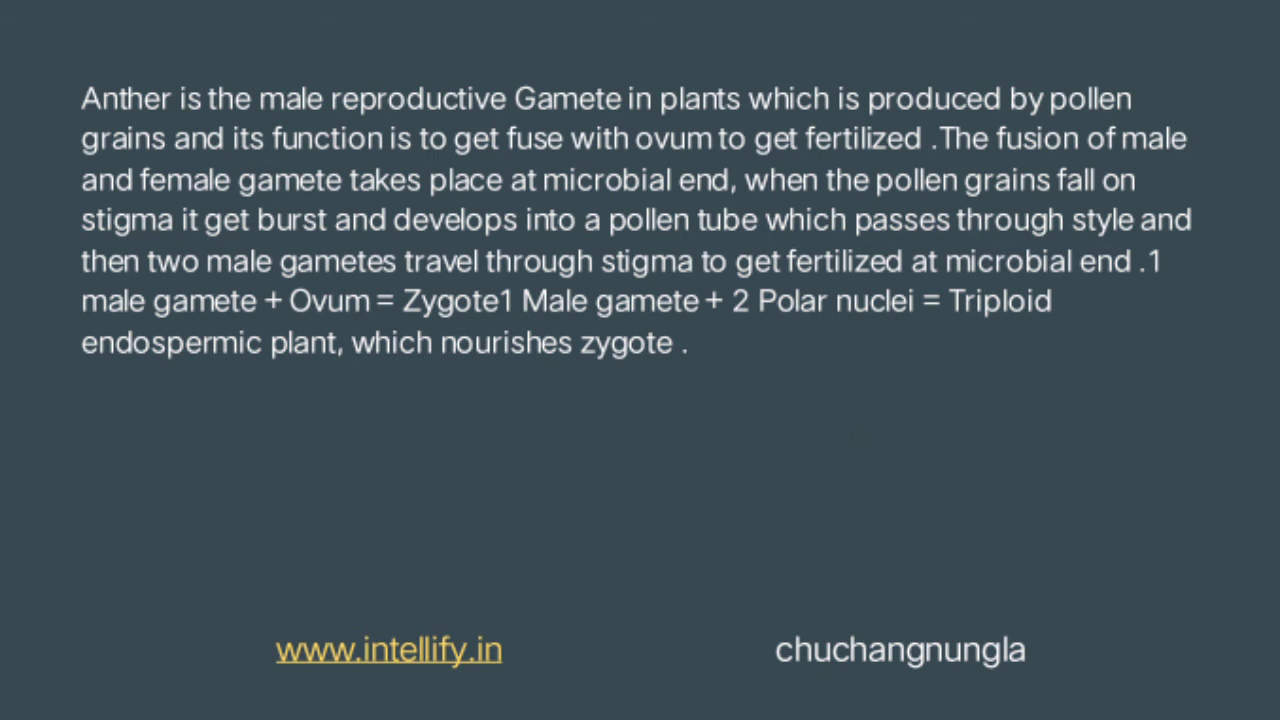 Anther is the male reproductive Gamete in plants which is produced by pollen
grains and its function is to get fuse with ovum to get fertilized .The fusion of male
and female gamete takes place at microbial end, when the pollen grains fall on
stigma it get burst and develops into a pollen tube which passes through style and
then two male gametes travel through stigma to get fertilized at microbial end .1
male gamete + Ovum = Zygote1 Male gamete + 2 Polar nuclei = Triploid
endospermic plant, which nourishes zygote .
www.intellify.in
chuchangnungla